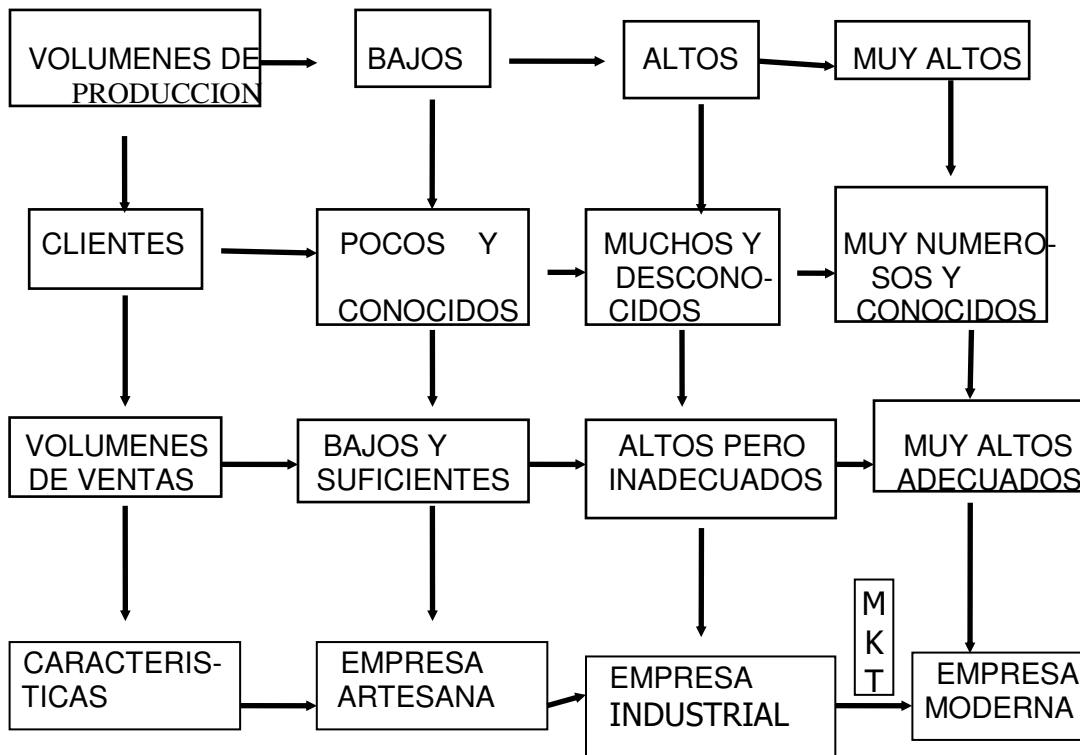 VOLUMENES DE
PRODUCCION
BAJOS
ALTOS
MUY ALTOS
CLIENTES
POCOS Y
CONOCIDOS
MUCHOS Y
DESCONO-
CIDOS
MUY NUMERO-
SOS Y
CONOCIDOS
VOLUMENES
DE VENTAS
BAJOS Y
SUFICIENTES
ALTOS PERO
INADECUADOS
MUY ALTOS
ADECUADOS
CARACTERIS-
TICAS
EMPRESA
ARTESANA
EMPRESA
INDUSTRIAL
M
K
T
EMPRESA
MODERNA